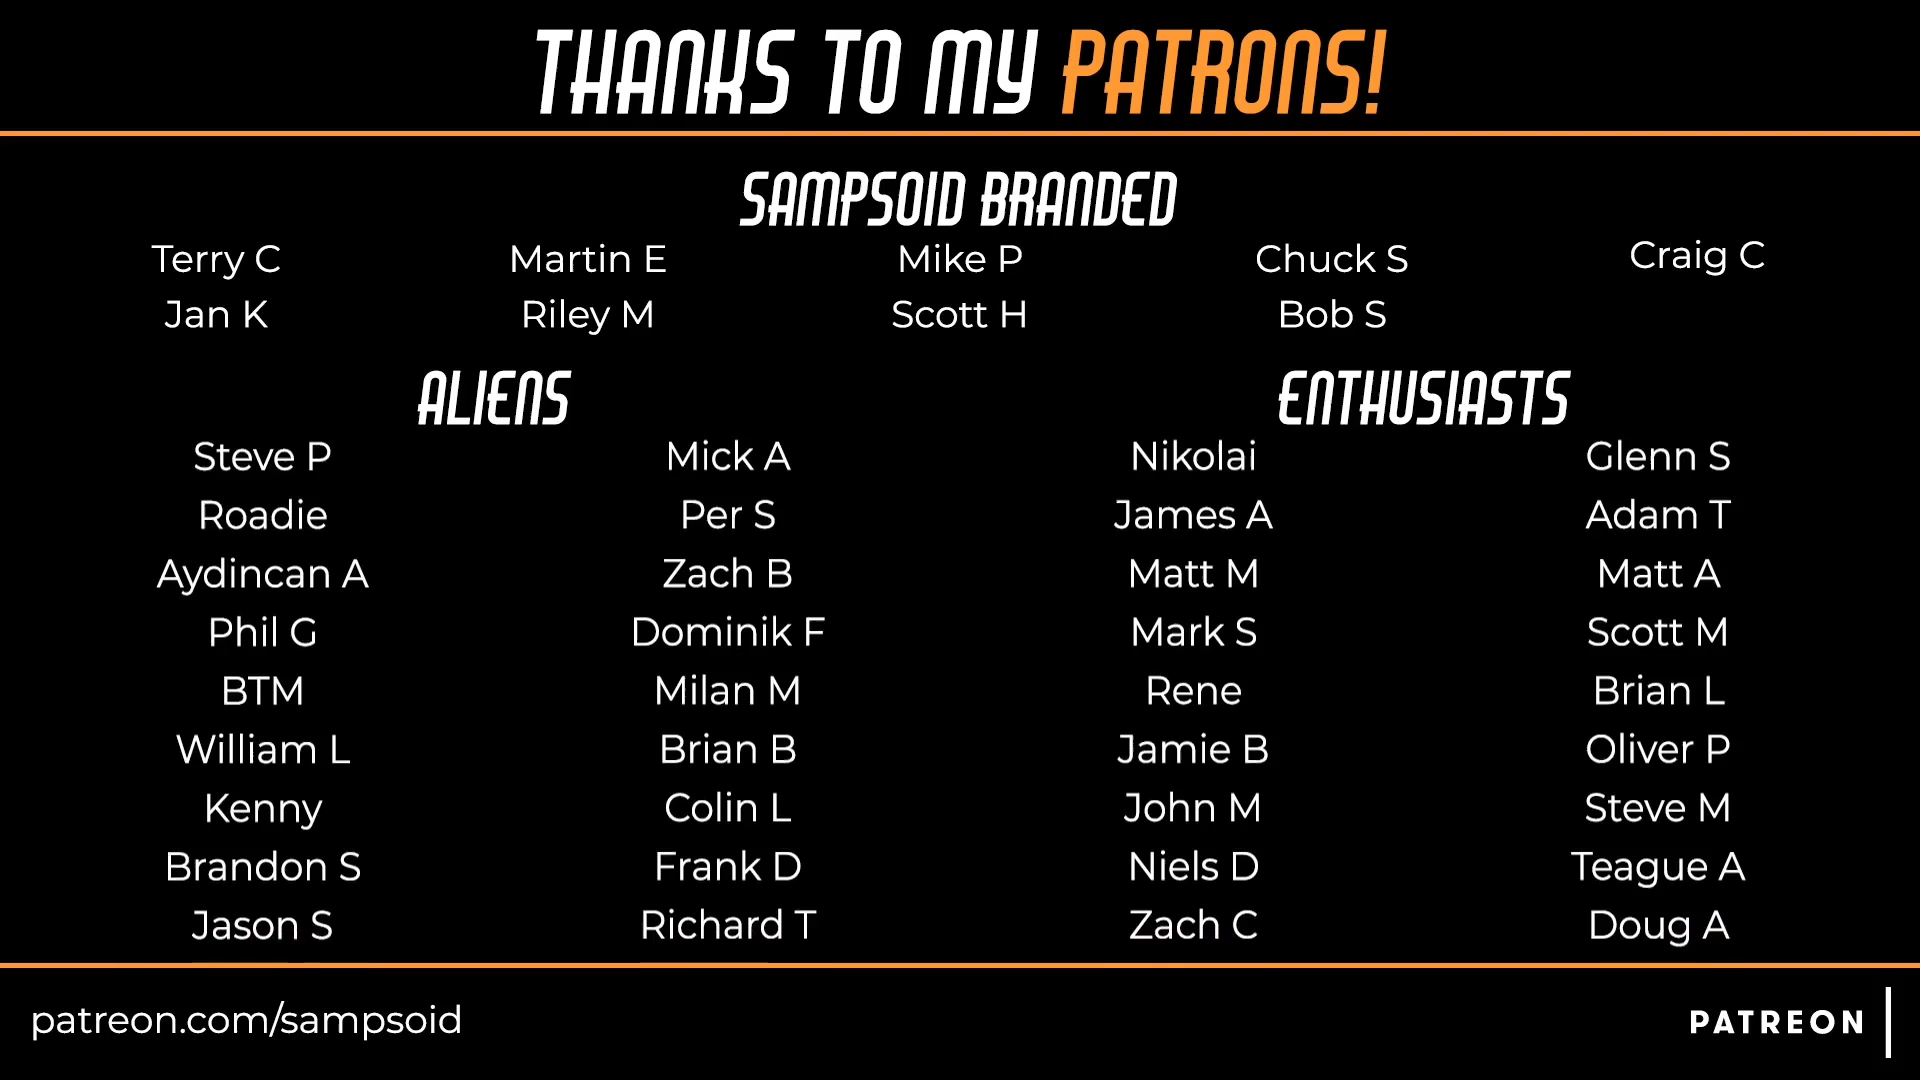 THANKS TO MY PATRONS!
SAMPSOID BRANDED
Terry C Martin E Mike P Chuck S Craig C
Jan K Riley M Scott H Bob S
ALIENS ENTHUSIASTS
Steve P Mick A Nikolai Glenn S
Roadie Per S James A Adam T
Aydincan A Zach B Matt M Matt A
Phil G Dominik F Mark S Scott M
BTM Milan M Rene Brian L
William L Brian B Jamie B Oliver P
Kenny Colin L John M Steve M
Brandon S Frank D Niels D Teague A
Jason S Richard T Zach C Doug A
patreon.com/sampsoid PATREON